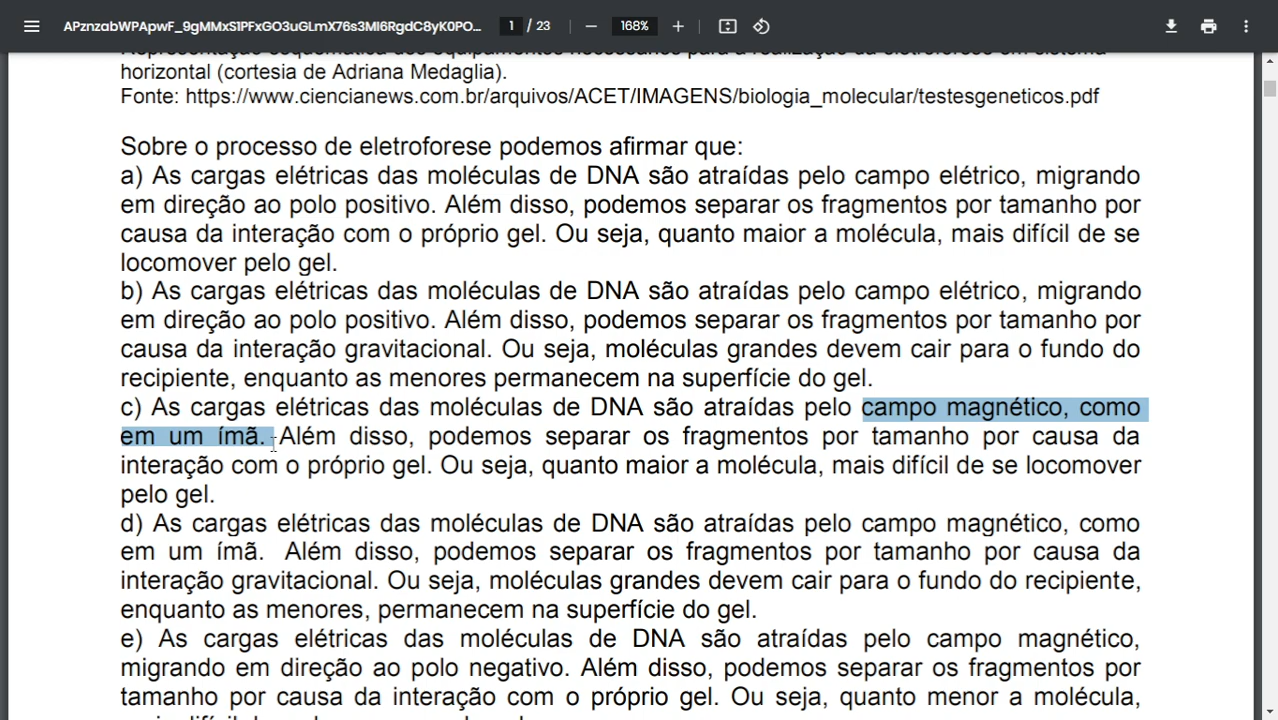 APznzabWPApwF_9gMMxSIPFxGO3uGLmX76s3MI6RgdC8yK0PO... 1 / 23 168%
Representação esquemática dos equipamentos necessários para a realização da eletroforese em sistema
horizontal (cortesia de Adriana Medaglia).
Fonte: https://www.ciencianews.com.br/arquivos/ACET/IMAGENS/biologia_molecular/testesgeneticos.pdf
Sobre o processo de eletroforese podemos afirmar que:
a) As cargas elétricas das moléculas de DNA são atraídas pelo campo elétrico, migrando
em direção ao polo positivo. Além disso, podemos separar os fragmentos por tamanho por
causa da interação com o próprio gel. Ou seja, quanto maior a molécula, mais difícil de se
locomover pelo gel.
b) As cargas elétricas das moléculas de DNA são atraídas pelo campo elétrico, migrando
em direção ao polo positivo. Além disso, podemos separar os fragmentos por tamanho por
causa da interação gravitacional. Ou seja, moléculas grandes devem cair para o fundo do
recipiente, enquanto as menores permanecem na superfície do gel.
c) As cargas elétricas das moléculas de DNA são atraídas pelo campo magnético, como
em um ímã. Além disso, podemos separar os fragmentos por tamanho por causa da
interação com o próprio gel. Ou seja, quanto maior a molécula, mais difícil de se locomover
pelo gel.
d) As cargas elétricas das moléculas de DNA são atraídas pelo campo magnético, como
em um ímã. Além disso, podemos separar os fragmentos por tamanho por causa da
interação gravitacional. Ou seja, moléculas grandes devem cair para o fundo do recipiente,
enquanto as menores, permanecem na superfície do gel.
e) As cargas elétricas das moléculas de DNA são atraídas pelo campo magnético,
migrando em direção ao polo negativo. Além disso, podemos separar os fragmentos por
tamanho por causa da interação com o próprio gel. Ou seja, quanto menor a molécula,